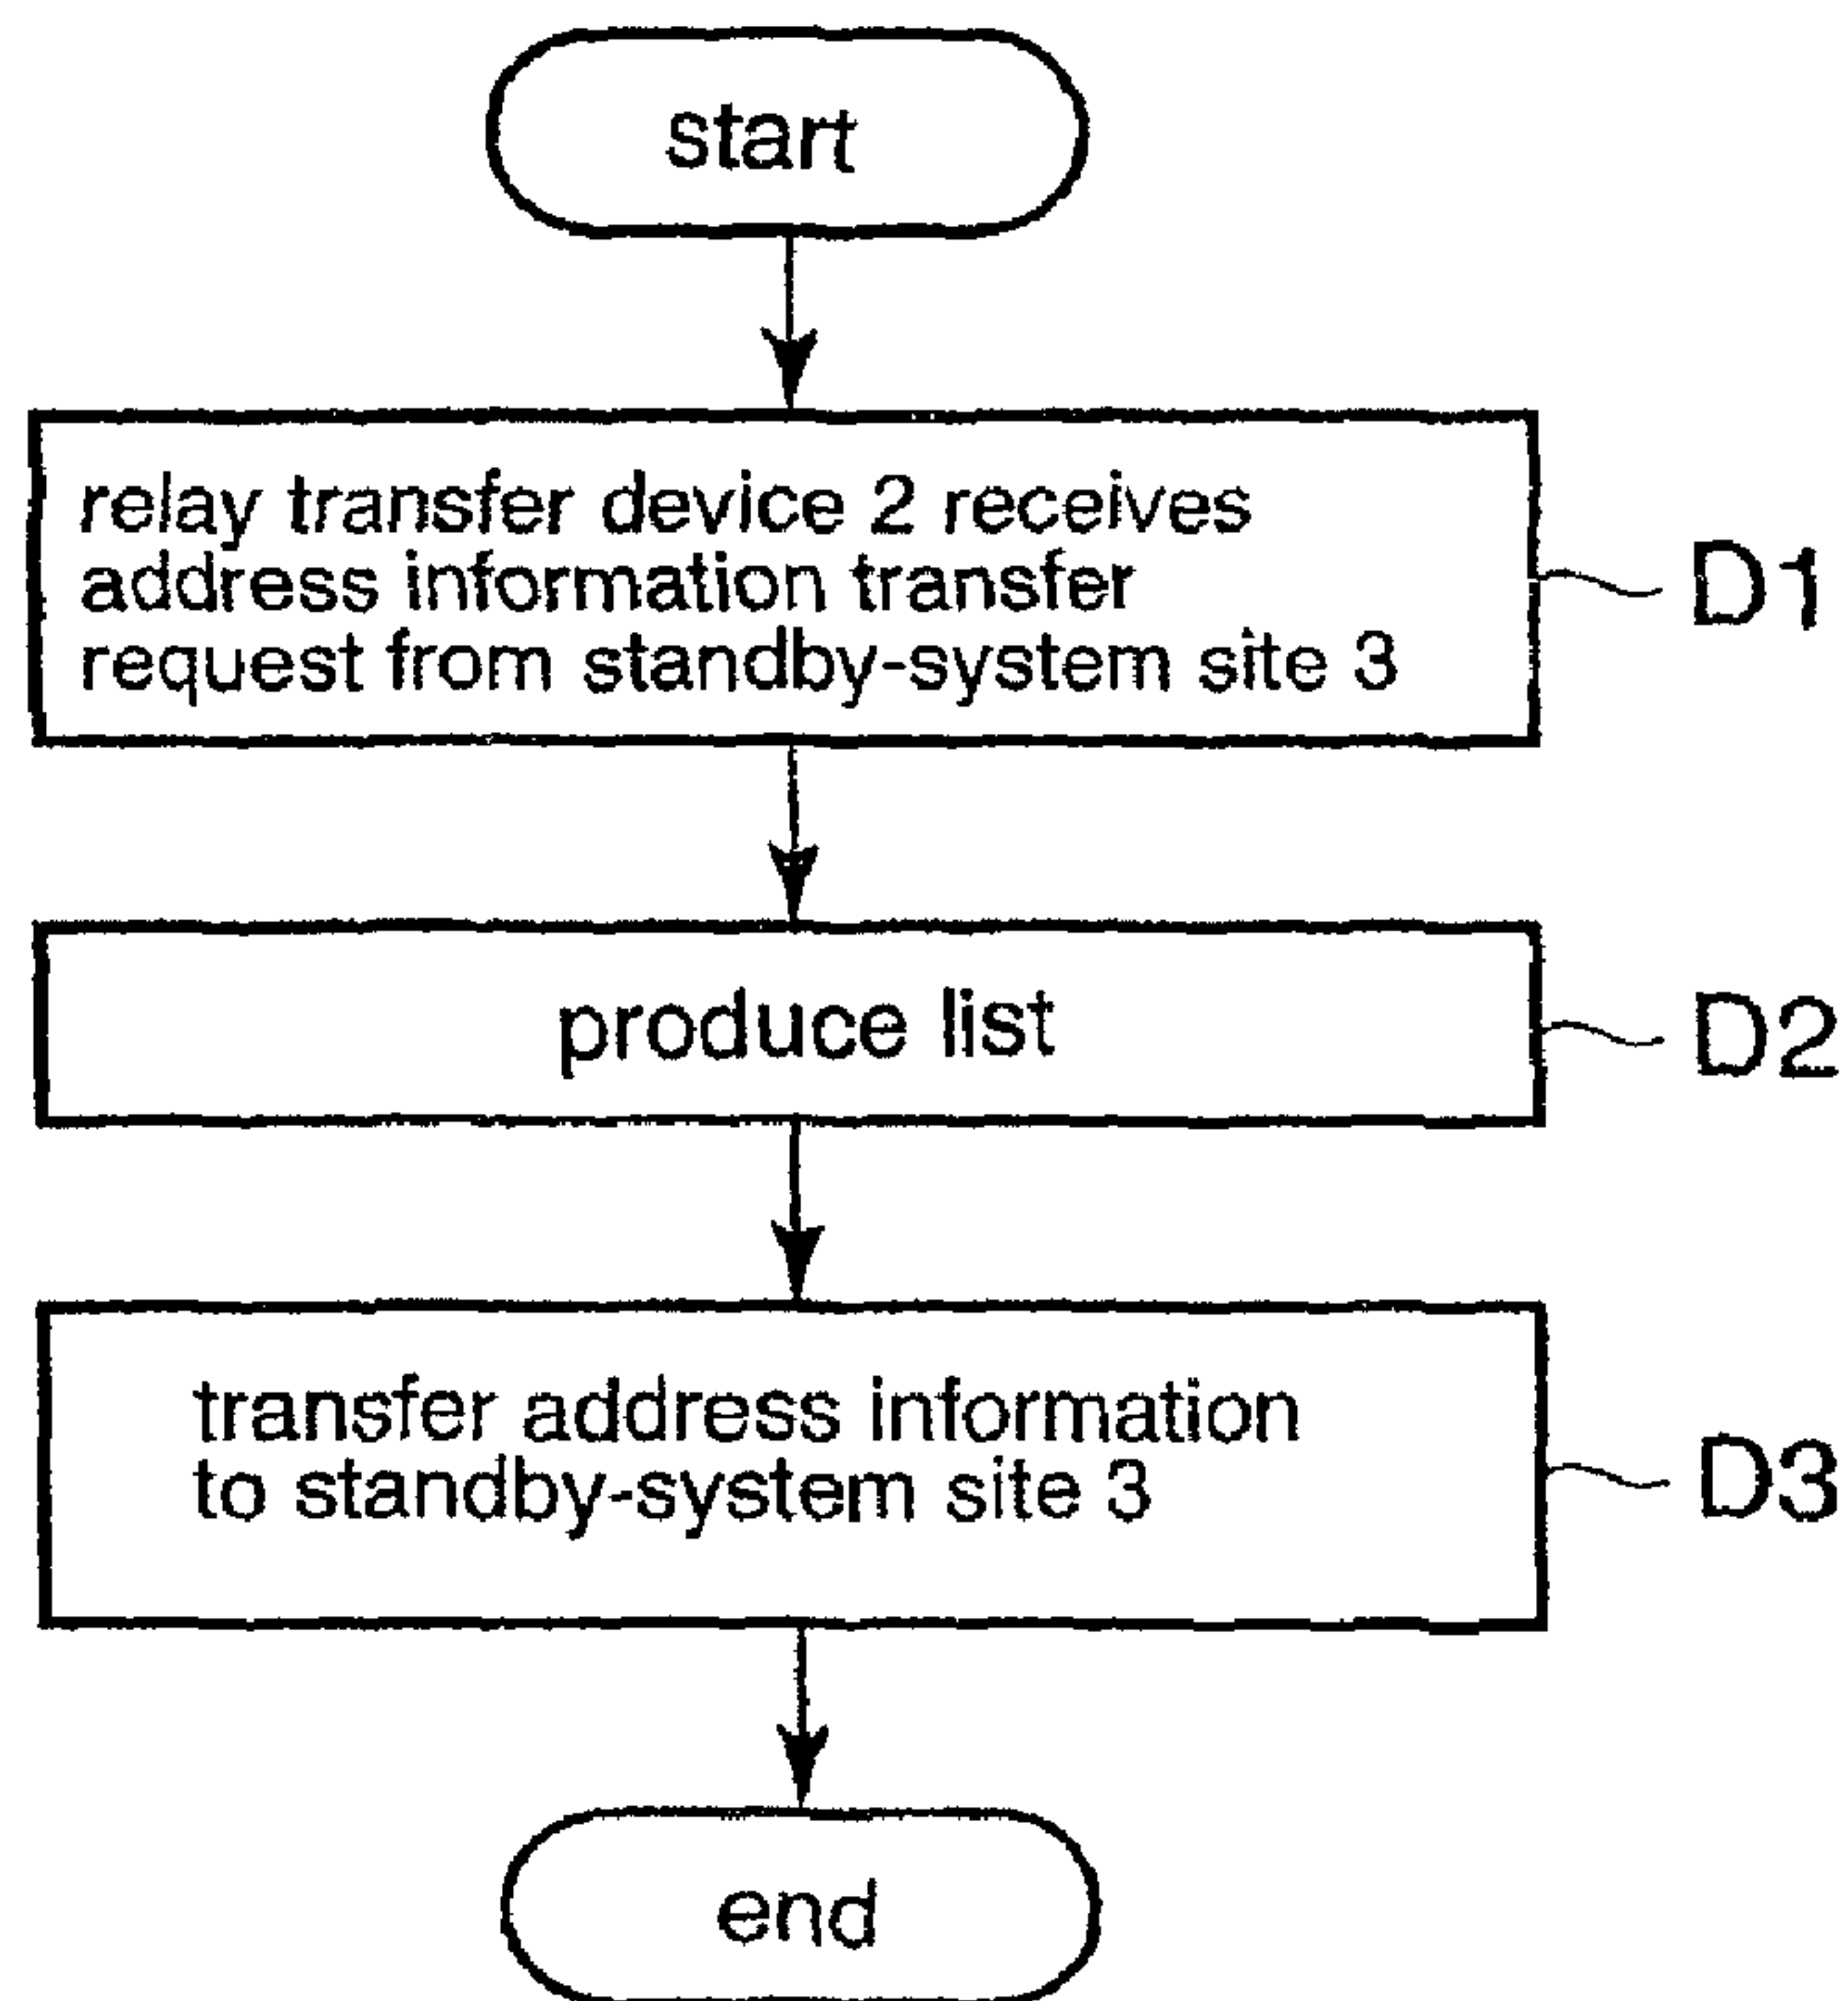 start
relay transfer device 2 receives
address information transfer
request from standby-system site 3
D1
produce list
D2
transfer address information
to standby-system site 3
D3
end